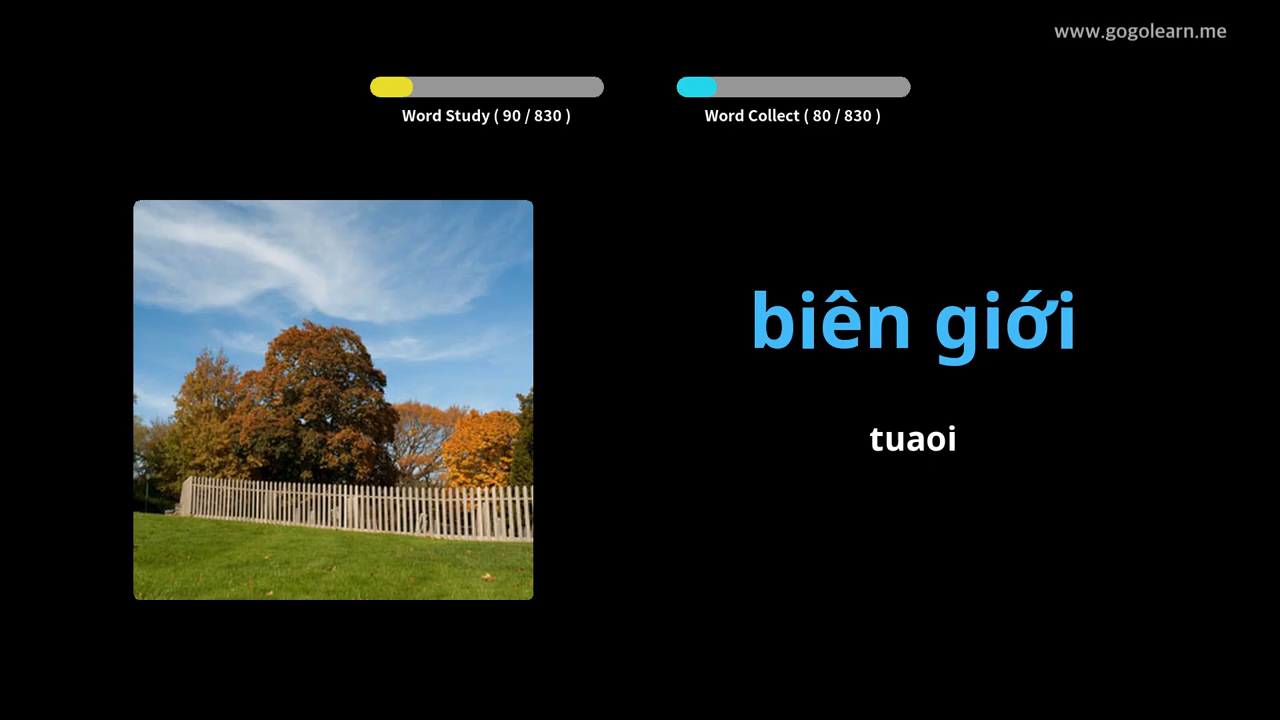 www.gogolearn.me
Word Study ( 90 / 830 )
Word Collect ( 80 / 830 )
biên giới
tuaoi